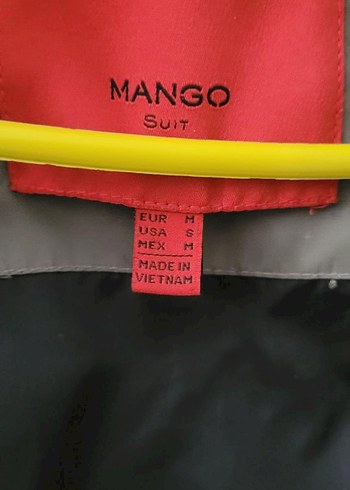 MANGO
SUIT
EUR M
USA S
MEX M
MADE IN
VIETNAM